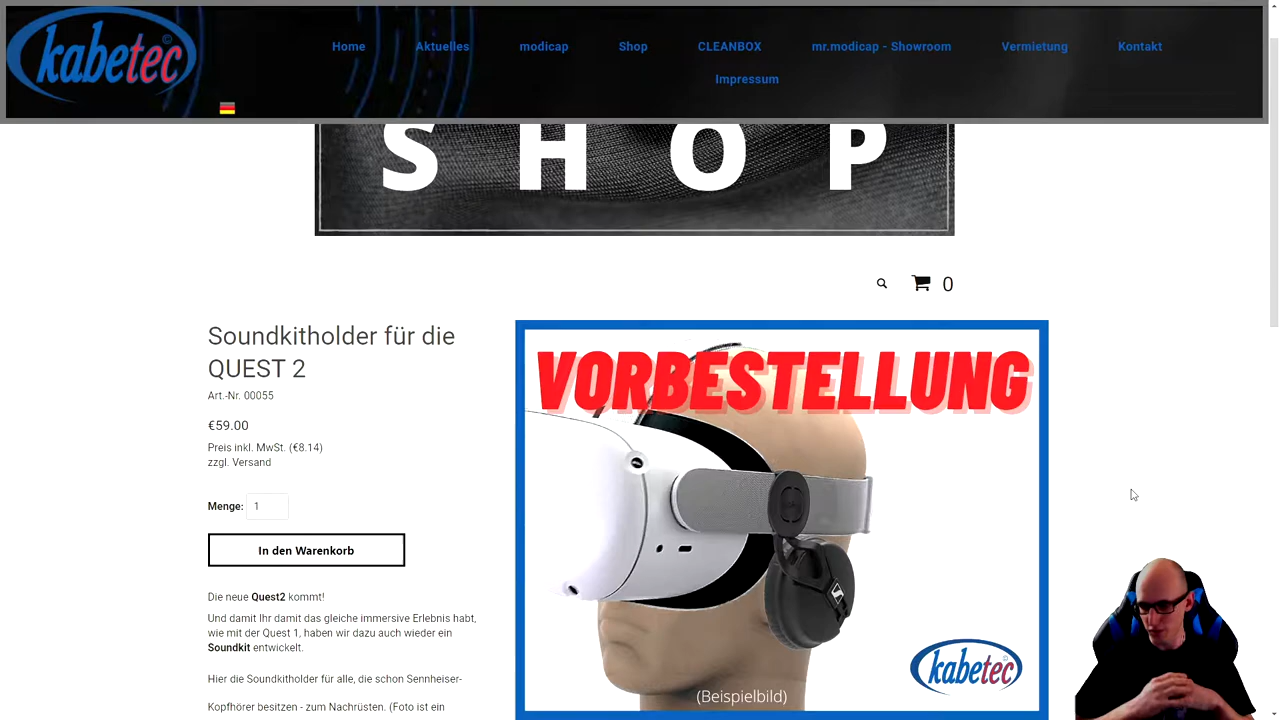 kabetec
Home
Aktuelles
modicap
Shop
CLEANBOX
mr.modicap - Showroom
Vermietung
Kontakt
Impressum
SHOP
0
Soundkitholder für die
QUEST 2
Art.-Nr. 00055
€59.00
Preis inkl. MwSt. (€8.14)
zzgl. Versand
Menge: 1
In den Warenkorb
Die neue Quest2 kommt!
Und damit Ihr damit das gleiche immersive Erlebnis habt,
wie mit der Quest 1, haben wir dazu auch wieder ein
Soundkit entwickelt.
Hier die Soundkitholder für alle, die schon Sennheiser-
Kopfhörer besitzen - zum Nachrüsten. (Foto ist ein
VORBESTELLUNG
kabetec
(Beispielbild)